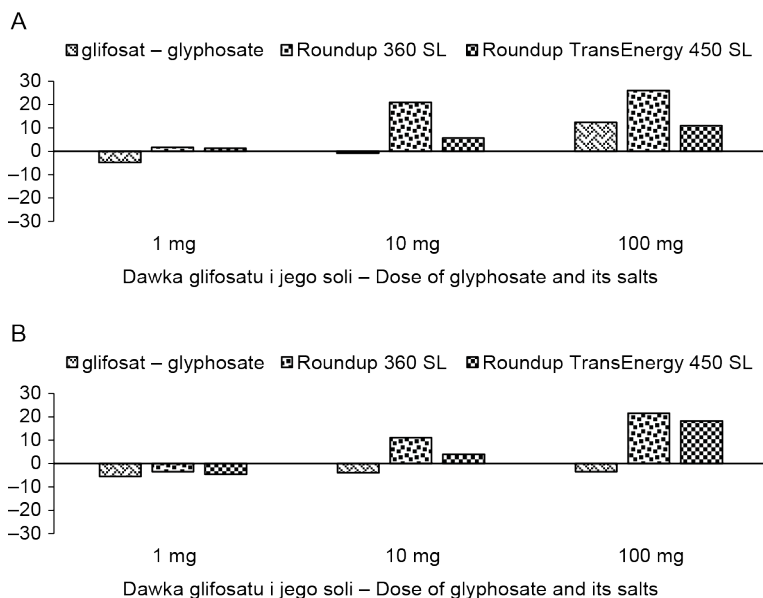 A
glifosat – glyphosate Roundup 360 SL Roundup TransEnergy 450 SL
30
20
10
0
–10
–20
–30
1 mg 10 mg 100 mg
Dawka glifosatu i jego soli – Dose of glyphosate and its salts
B
glifosat – glyphosate Roundup 360 SL Roundup TransEnergy 450 SL
30
20
10
0
–10
–20
–30
1 mg 10 mg 100 mg
Dawka glifosatu i jego soli – Dose of glyphosate and its salts